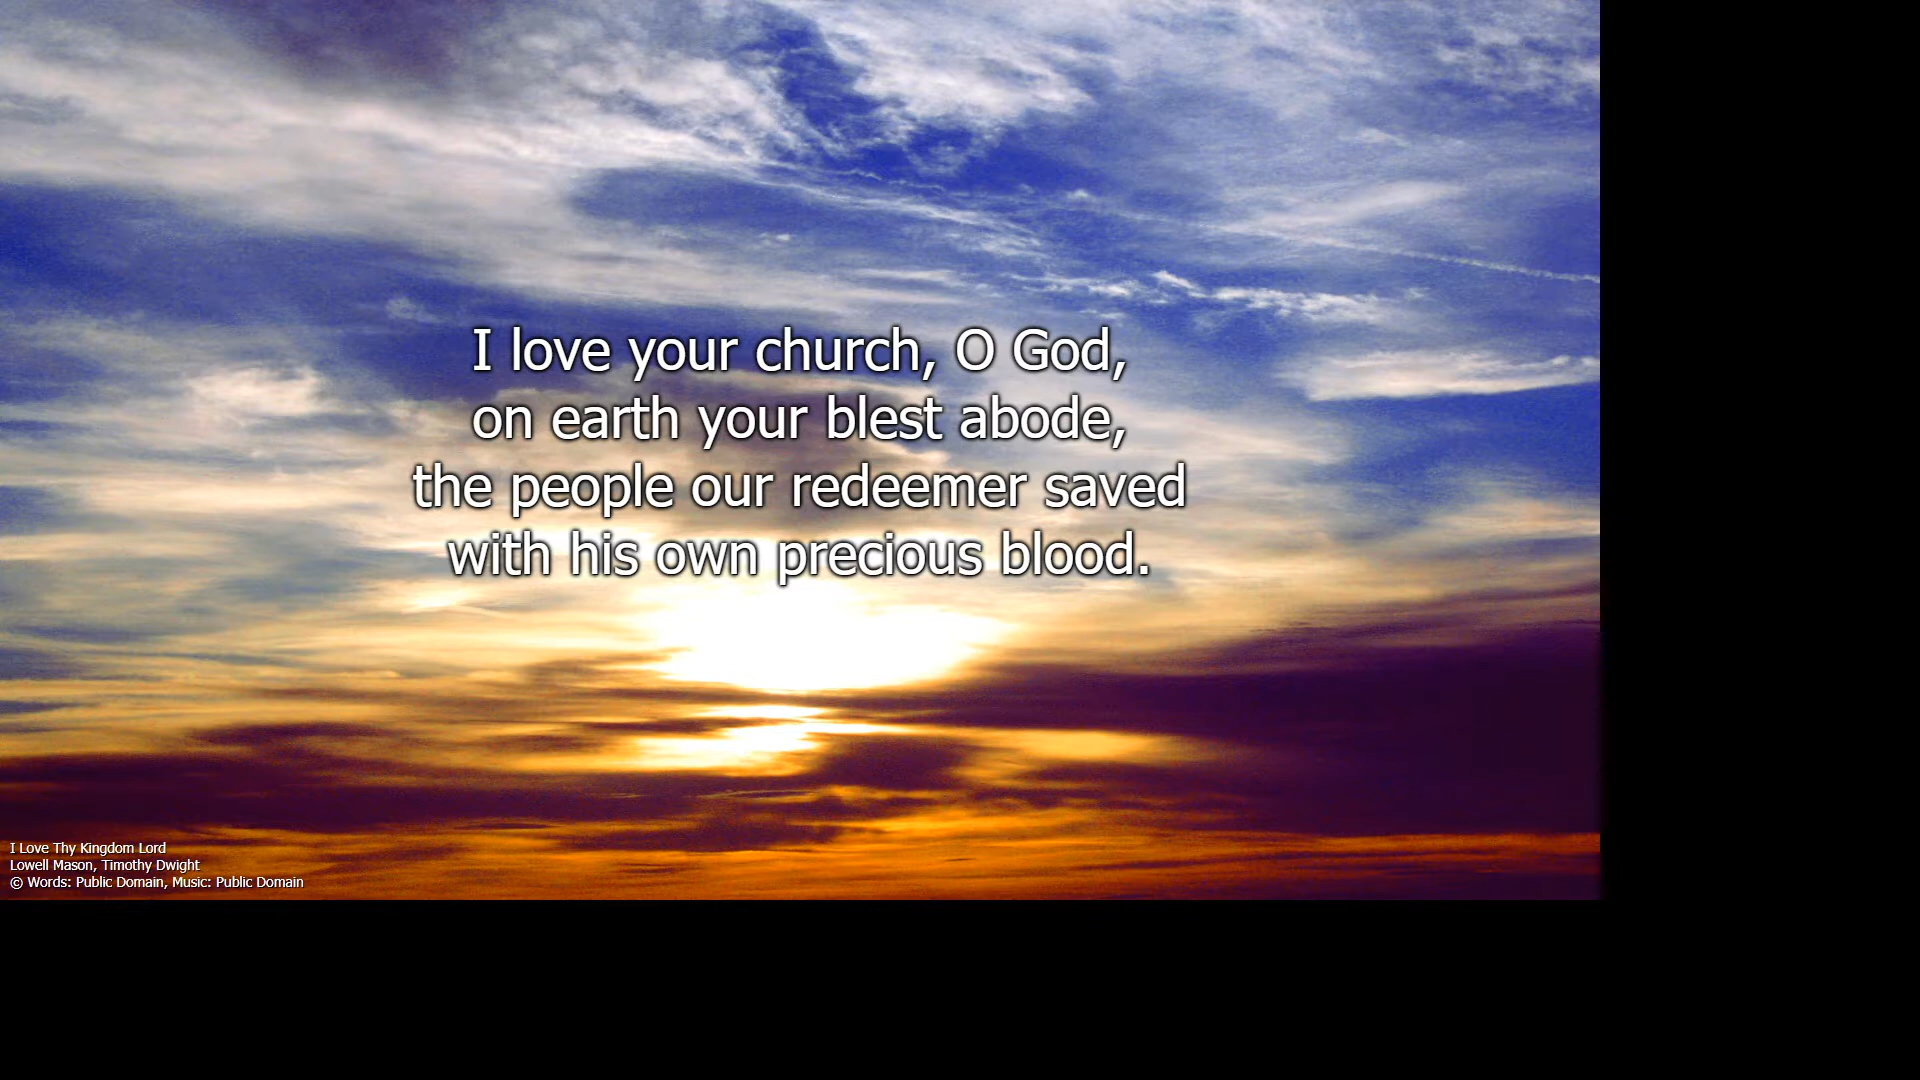 I love your church, O God,
on earth your blest abode,
the people our redeemer saved
with his own precious blood.
I Love Thy Kingdom Lord
Lowell Mason, Timothy Dwight
© Words: Public Domain, Music: Public Domain